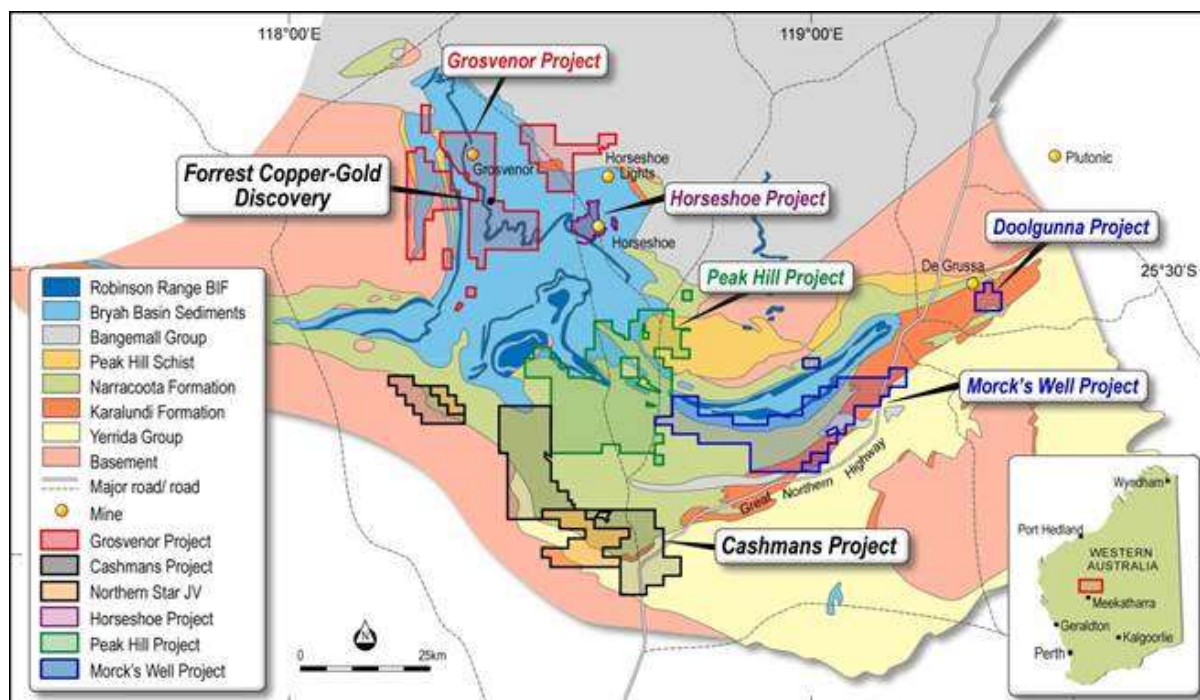 118°00'E
119°00'E
Grosvenor Project
Plutonic
Grosvenor
Horseshoe
Lights
Forrest Copper-Gold
Discovery
Horseshoe Project
Horseshoe
Doolgunna Project
De Grussa
25°30'S
Peak Hill Project
Morck's Well Project
Great Northern Highway
Cashmans Project
Robinson Range BIF
Bryah Basin Sediments
Bangemall Group
Peak Hill Schist
Narracoota Formation
Karalundi Formation
Yerrida Group
Basement
Major road/ road
Mine
Grosvenor Project
Cashmans Project
Northern Star JV
Horseshoe Project
Peak Hill Project
Morck's Well Project
N
0
25km
Wyndham
Port Hedland
WESTERN
AUSTRALIA
Meekatharra
Geraldton
Kalgoorlie
Perth